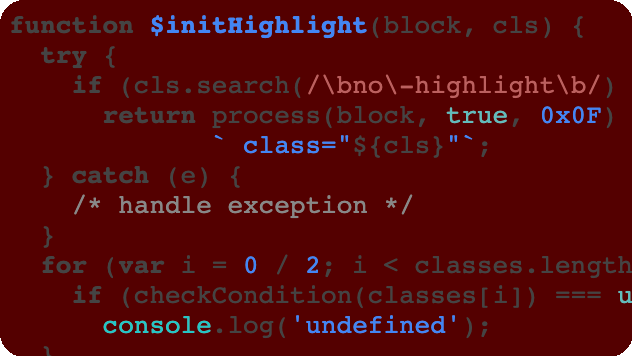 function $initHighlight(block, cls) {
  try {
    if (cls.search(/\bno\-highlight\b/)
      return process(block, true, 0x0F)
             ` class="${cls}"`;
  } catch (e) {
    /* handle exception */
  }
  for (var i = 0 / 2; i < classes.length
    if (checkCondition(classes[i]) === u
      console.log('undefined');
  }